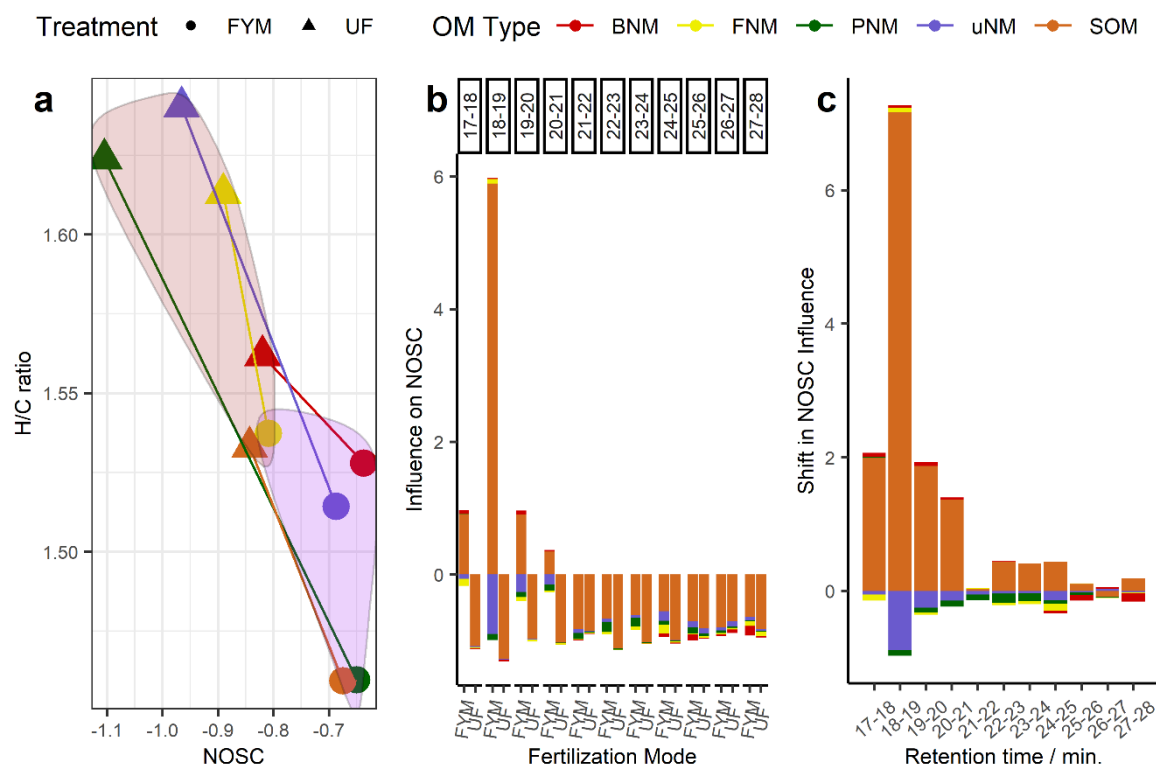 Treatment FYM UF OM Type BNM FNM PNM uNM SOM
a
H/C ratio
1.60
1.55
1.50
-1.1 -1.0 -0.9 -0.8 -0.7
NOSC
b
17-18 18-19 19-20 20-21 21-22 22-23 23-24 24-25 25-26 26-27 27-28
Influence on NOSC
6
4
2
0
FYM UF FYM UF FYM UF FYM UF FYM UF FYM UF FYM UF FYM UF FYM UF FYM UF FYM UF
Fertilization Mode
c
Shift in NOSC Influence
6
4
2
0
17-18 18-19 19-20 20-21 21-22 22-23 23-24 24-25 25-26 26-27 27-28
Retention time / min.